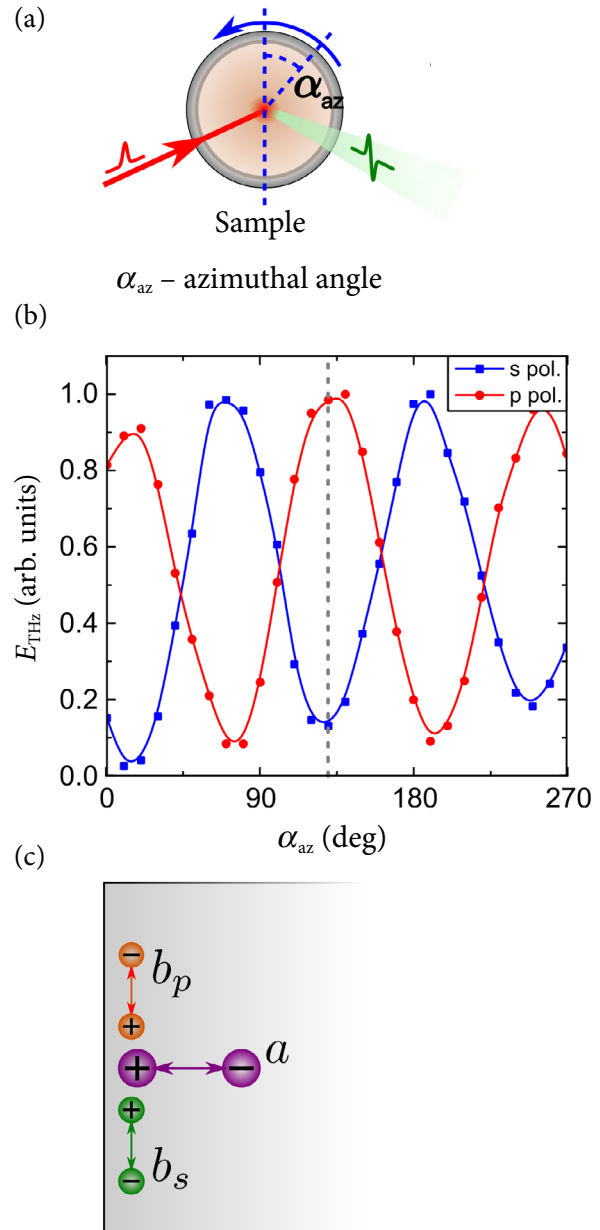 (a)
α_az
Sample
α_az – azimuthal angle
(b)
s pol.
p pol.
1.0
0.8
0.6
0.4
0.2
0.0
E_THz (arb. units)
0 90 180 270
α_az (deg)
(c)
− b_p
+
+ − a
+
− b_s